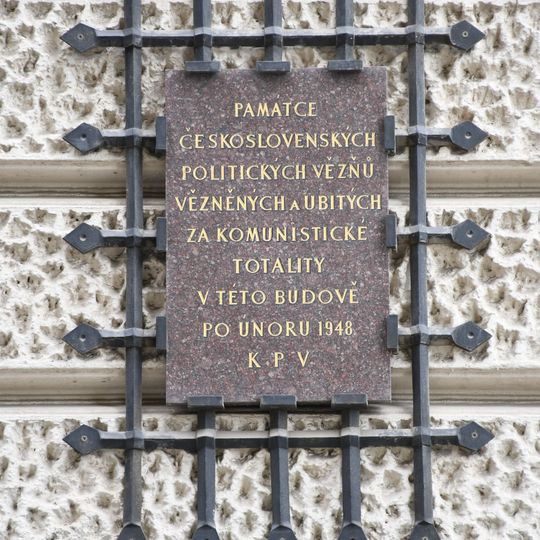 PAMATCE
ČESKOSLOVENSKÝCH
POLITICKÝCH VĚZŇŮ
VĚZNĚNÝCH A UBITÝCH
ZA KOMUNISTICKÉ
TOTALITY
V TÉTO BUDOVĚ
PO ÚNORU 1948
K. P. V.